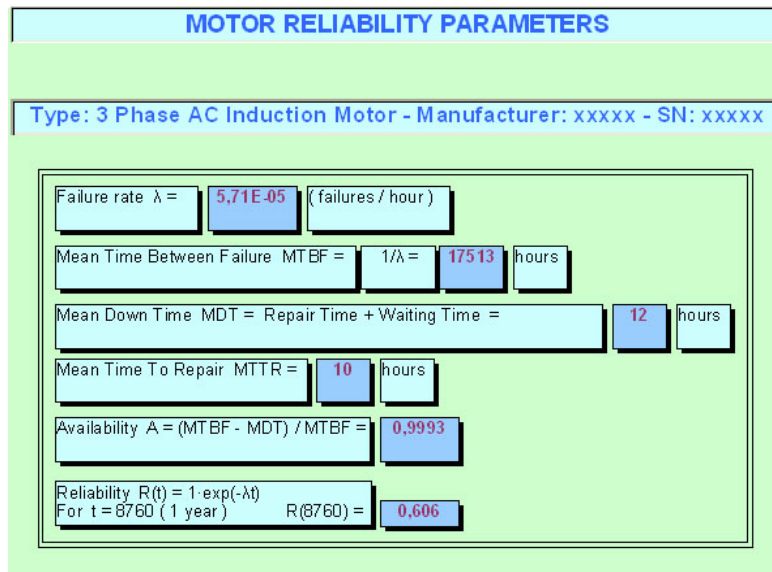 MOTOR RELIABILITY PARAMETERS
Type: 3 Phase AC Induction Motor - Manufacturer: xxxxx - SN: xxxxx
Failure rate λ = 5,71E-05 ( failures / hour )
Mean Time Between Failure MTBF = 1/λ = 17513 hours
Mean Down Time MDT = Repair Time + Waiting Time = 12 hours
Mean Time To Repair MTTR = 10 hours
Availability A = (MTBF - MDT) / MTBF = 0,9993
Reliability R(t) = 1·exp(-λt)
For t = 8760 ( 1 year ) R(8760) = 0,606